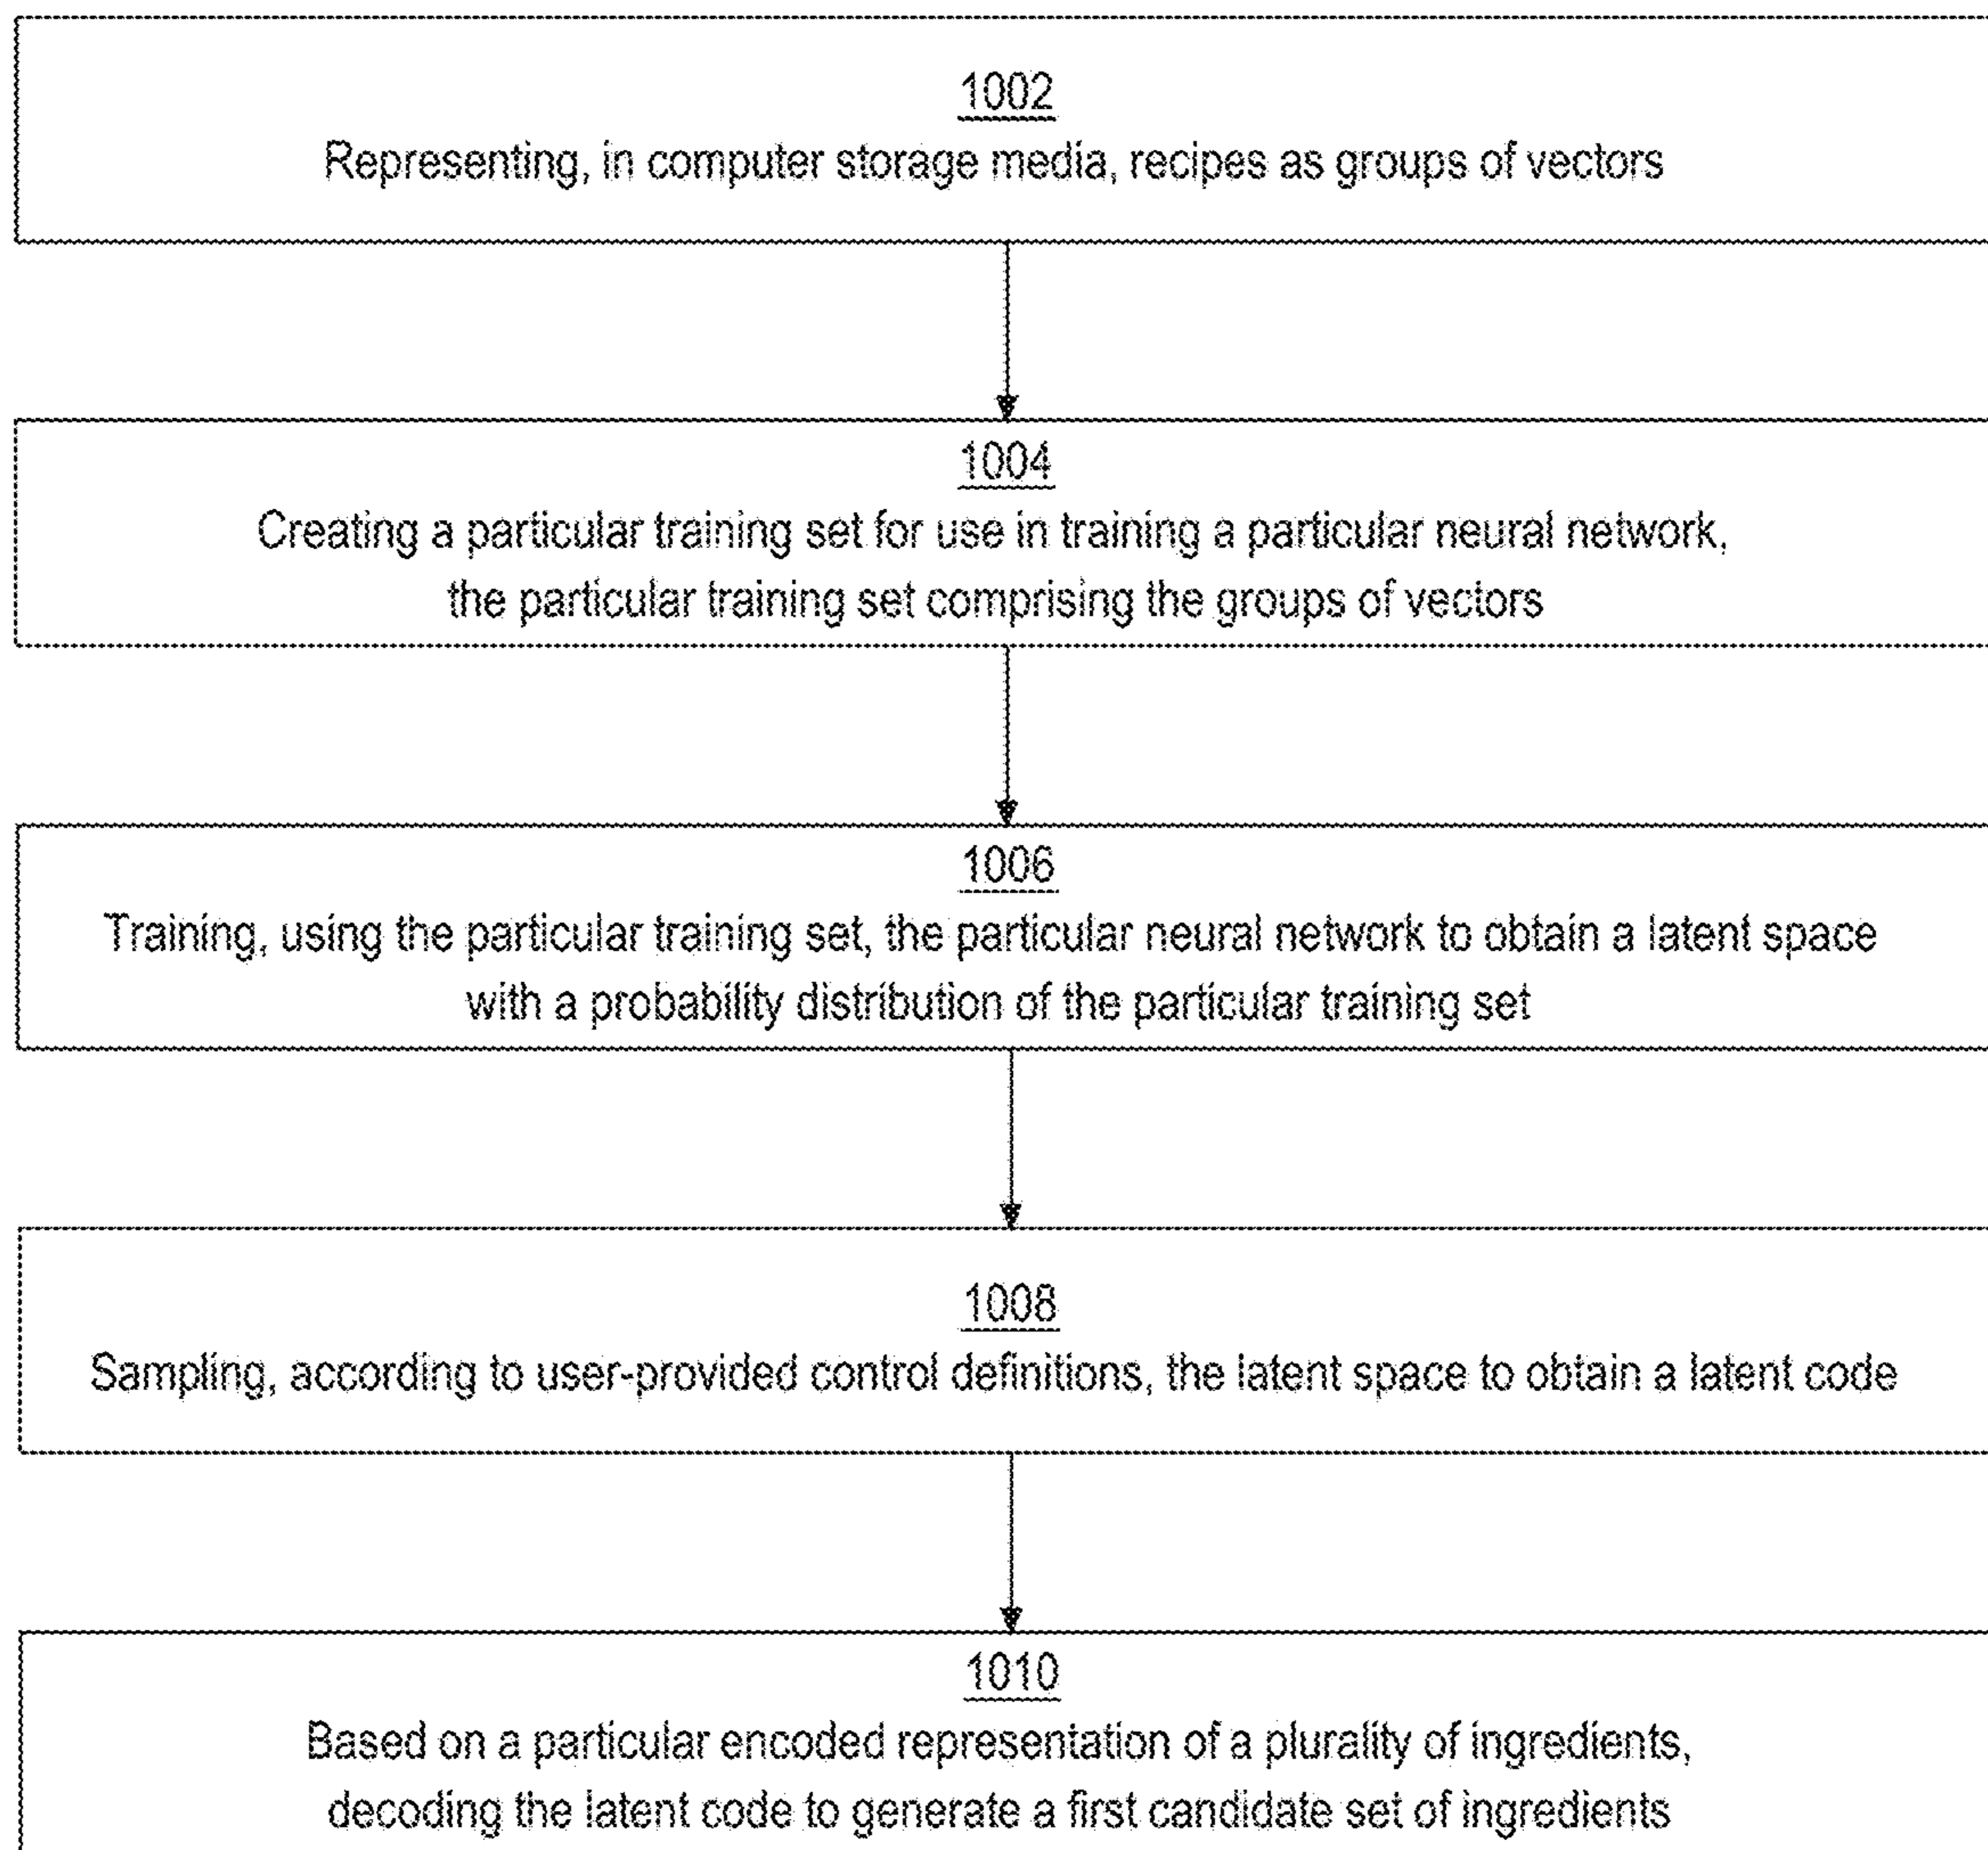 1002
Representing, in computer storage media, recipes as groups of vectors
1004
Creating a particular training set for use in training a particular neural network,
the particular training set comprising the groups of vectors
1006
Training, using the particular training set, the particular neural network to obtain a latent space
with a probability distribution of the particular training set
1008
Sampling, according to user-provided control definitions, the latent space to obtain a latent code
1010
Based on a particular encoded representation of a plurality of ingredients,
decoding the latent code to generate a first candidate set of ingredients